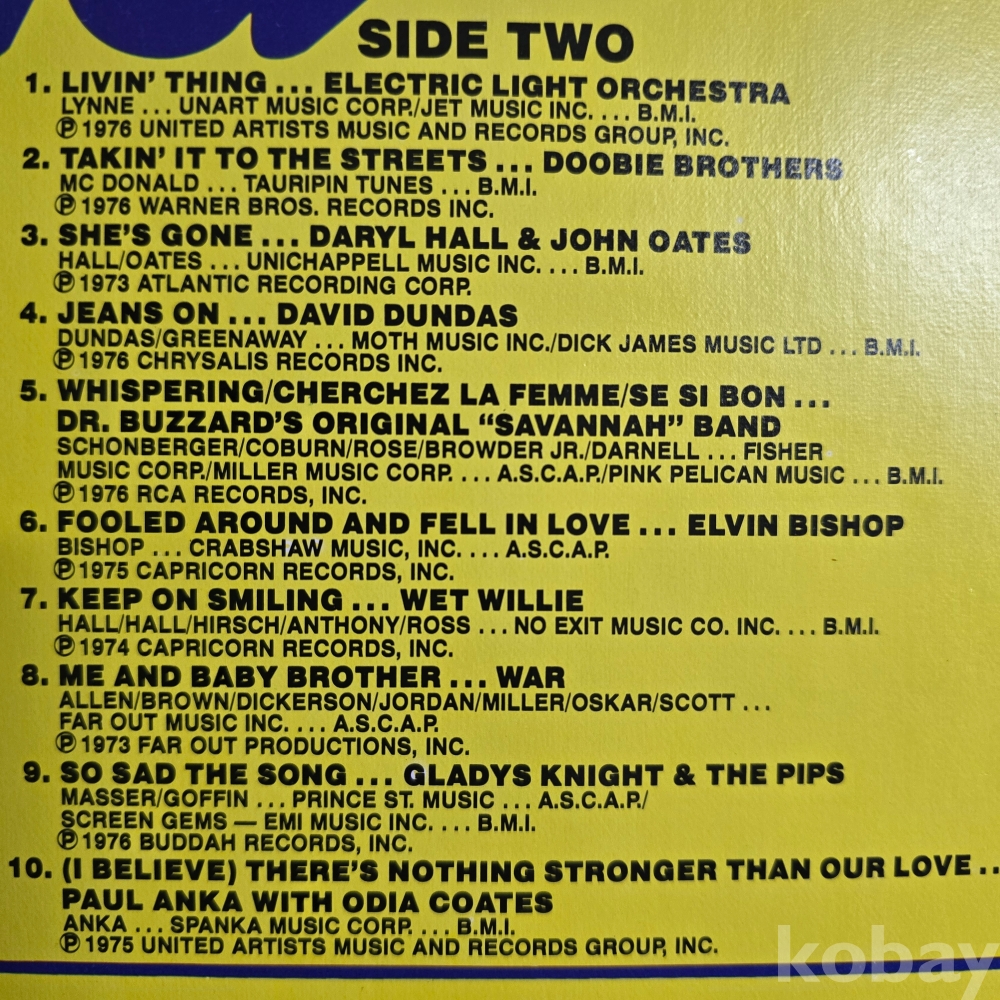 SIDE TWO
1. LIVIN' THING ... ELECTRIC LIGHT ORCHESTRA
LYNNE ... UNART MUSIC CORP./JET MUSIC INC. ... B.M.I.
Ⓟ 1976 UNITED ARTISTS MUSIC AND RECORDS GROUP, INC.
2. TAKIN' IT TO THE STREETS ... DOOBIE BROTHERS
MC DONALD ... TAURIPIN TUNES ... B.M.I.
Ⓟ 1976 WARNER BROS. RECORDS INC.
3. SHE'S GONE ... DARYL HALL & JOHN OATES
HALL/OATES ... UNICHAPPELL MUSIC INC. ... B.M.I.
Ⓟ 1973 ATLANTIC RECORDING CORP.
4. JEANS ON ... DAVID DUNDAS
DUNDAS/GREENAWAY ... MOTH MUSIC INC./DICK JAMES MUSIC LTD ... B.M.I.
Ⓟ 1976 CHRYSALIS RECORDS INC.
5. WHISPERING/CHERCHEZ LA FEMME/SE SI BON ...
DR. BUZZARD'S ORIGINAL "SAVANNAH" BAND
SCHONBERGER/COBURN/ROSE/BROWDER JR./DARNELL ... FISHER
MUSIC CORP./MILLER MUSIC CORP. ... A.S.C.A.P./PINK PELICAN MUSIC ... B.M.I.
Ⓟ 1976 RCA RECORDS, INC.
6. FOOLED AROUND AND FELL IN LOVE ... ELVIN BISHOP
BISHOP ... CRABSHAW MUSIC, INC. ... A.S.C.A.P.
Ⓟ 1975 CAPRICORN RECORDS, INC.
7. KEEP ON SMILING ... WET WILLIE
HALL/HALL/HIRSCH/ANTHONY/ROSS ... NO EXIT MUSIC CO. INC. ... B.M.I.
Ⓟ 1974 CAPRICORN RECORDS, INC.
8. ME AND BABY BROTHER ... WAR
ALLEN/BROWN/DICKERSON/JORDAN/MILLER/OSKAR/SCOTT ...
FAR OUT MUSIC INC. ... A.S.C.A.P.
Ⓟ 1973 FAR OUT PRODUCTIONS, INC.
9. SO SAD THE SONG ... GLADYS KNIGHT & THE PIPS
MASSER/GOFFIN ... PRINCE ST. MUSIC ... A.S.C.A.P./
SCREEN GEMS — EMI MUSIC INC. ... B.M.I.
Ⓟ 1976 BUDDAH RECORDS, INC.
10. (I BELIEVE) THERE'S NOTHING STRONGER THAN OUR LOVE ..
PAUL ANKA WITH ODIA COATES
ANKA ... SPANKA MUSIC CORP. ... B.M.I.
Ⓟ 1975 UNITED ARTISTS MUSIC AND RECORDS GROUP, INC.
kobay